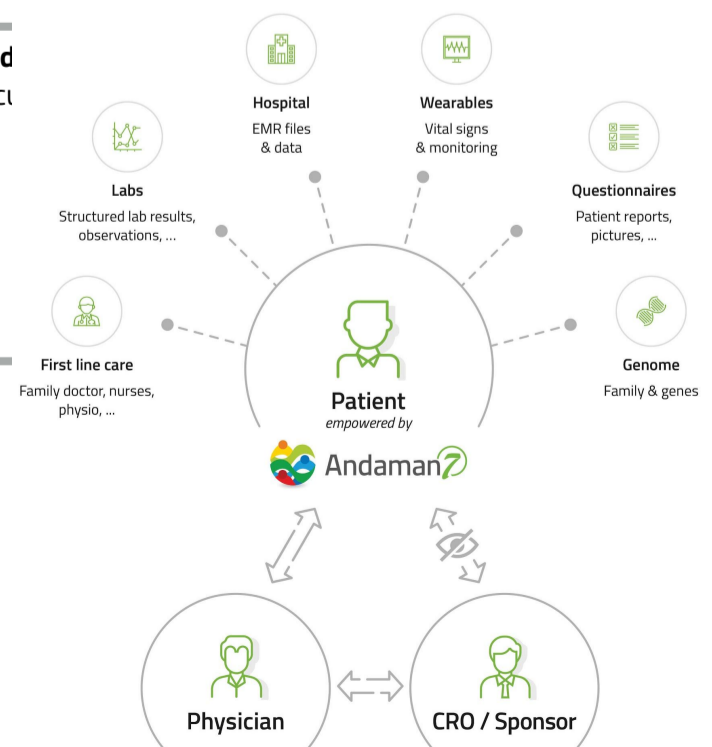 Hospital
EMR files
& data
Wearables
Vital signs
& monitoring
Labs
Structured lab results,
observations, ...
Questionnaires
Patient reports,
pictures, ...
First line care
Family doctor, nurses,
physio, ...
Genome
Family & genes
Patient
empowered by
Andaman7
Physician
CRO / Sponsor